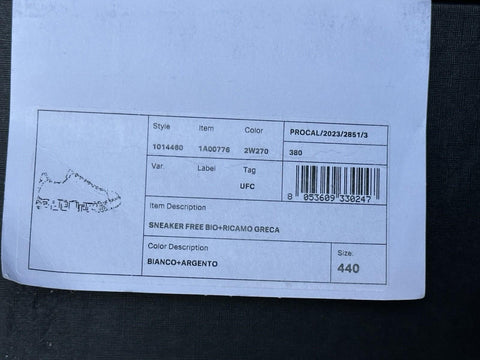 Style Item Color PROCAL/2023/2851/3
1014460 1A00776 2W270 380
Var. Label Tag
UFC
8 053609 330247
Item Description
SNEAKER FREE BIO+RICAMO GRECA
Color Description
BIANCO+ARGENTO
Size:
440